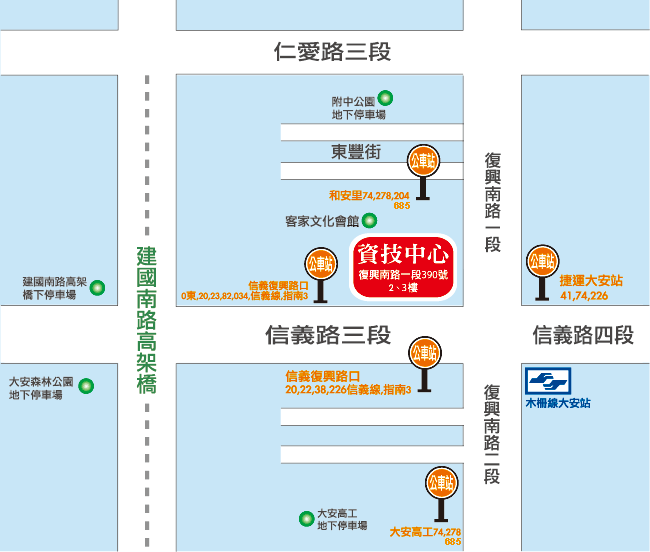 仁愛路三段
附中公園
地下停車場
東豐街
公車站
和安里74,278,204
685
復興南路一段
客家文化會館
資技中心
復興南路一段390號
2、3樓
公車站
信義復興路口
0東,20,23,82,034,信義線,指南3
公車站
捷運大安站
41,74,226
建國南路高架
橋下停車場
建國南路高架橋
信義路三段
信義路四段
公車站
信義復興路口
20,22,38,226信義線,指南3
大安森林公園
地下停車場
木柵線大安站
復興南路二段
公車站
大安高工74,278
685
大安高工
地下停車場